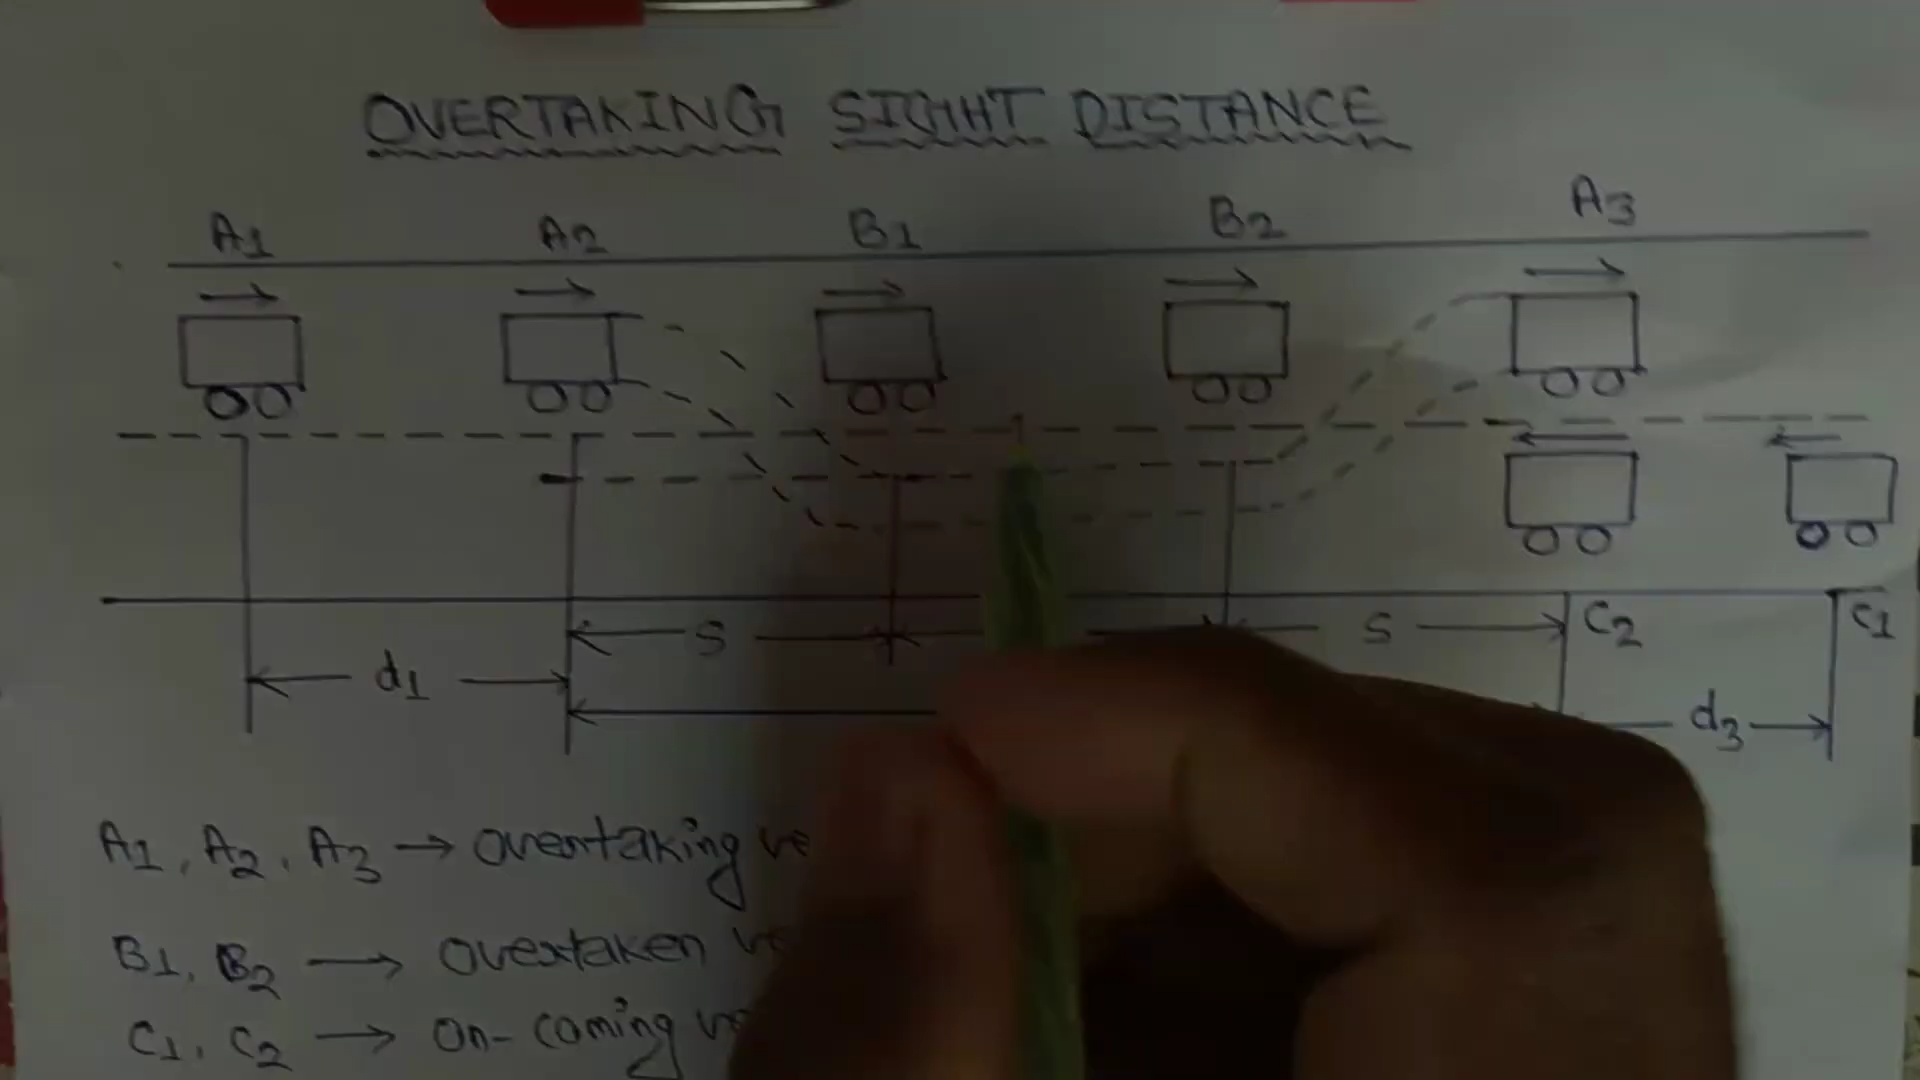 OVERTAKING SIGHT DISTANCE
A1 A2 B1 B2 A3
S S C2 C1
d1 d3
A1, A2, A3 → overtaking
B1, B2 → overtaken
C1, C2 → on-coming